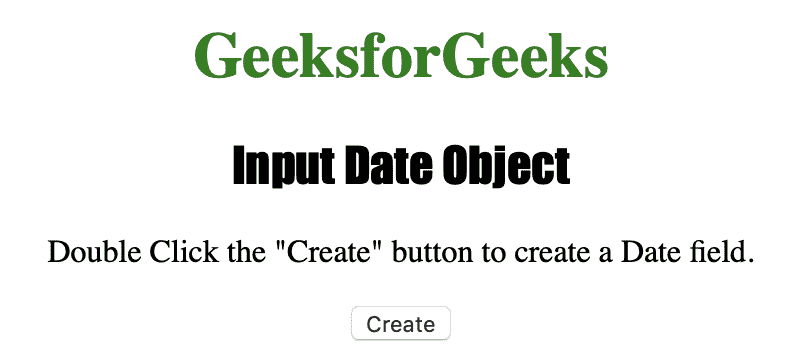 GeeksforGeeks
Input Date Object
Double Click the "Create" button to create a Date field.
Create